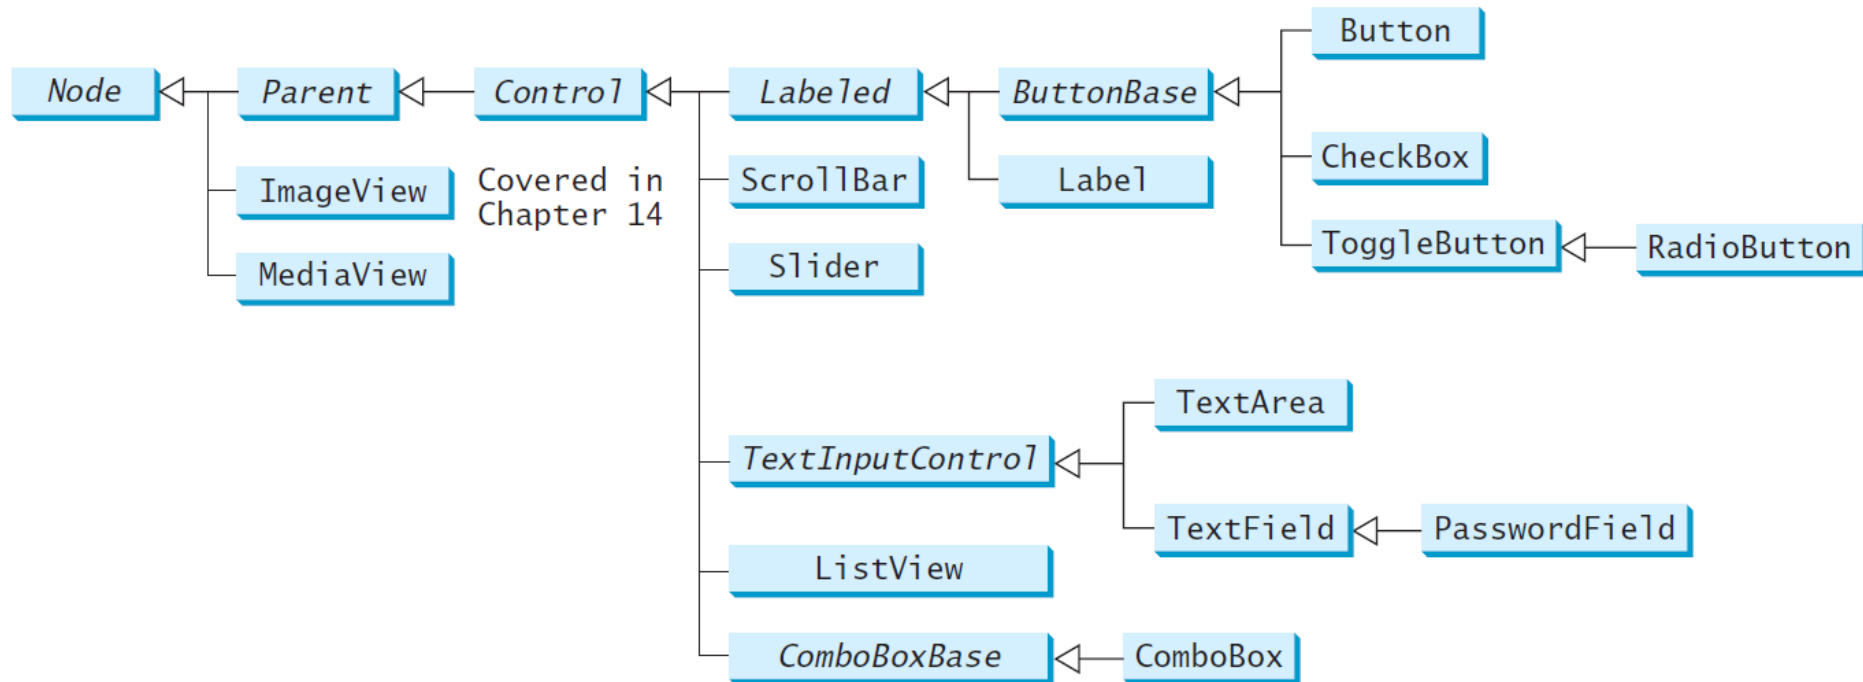 Button
Node
Parent
Control
Labeled
ButtonBase
CheckBox
ImageView
Covered in
Chapter 14
ScrollBar
Label
ToggleButton
RadioButton
MediaView
Slider
TextArea
TextInputControl
TextField
PasswordField
ListView
ComboBoxBase
ComboBox